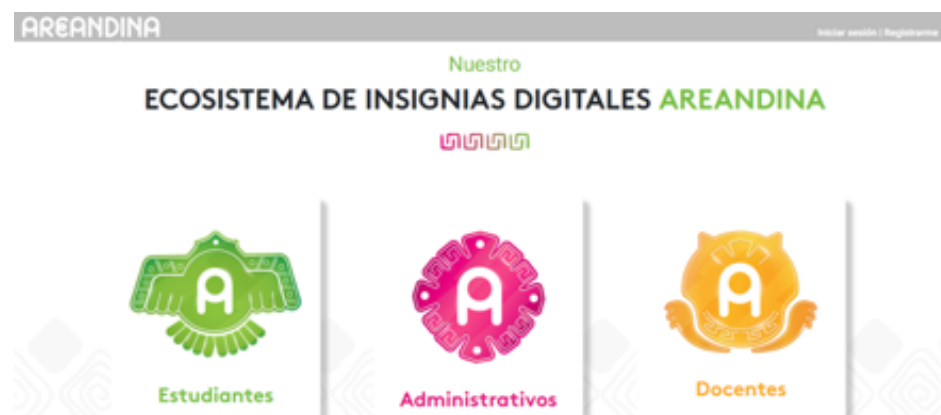 AREANDINA
Iniciar sesión | Registrarme
Nuestro
ECOSISTEMA DE INSIGNIAS DIGITALES AREANDINA
A
A
A
Estudiantes
Administrativos
Docentes